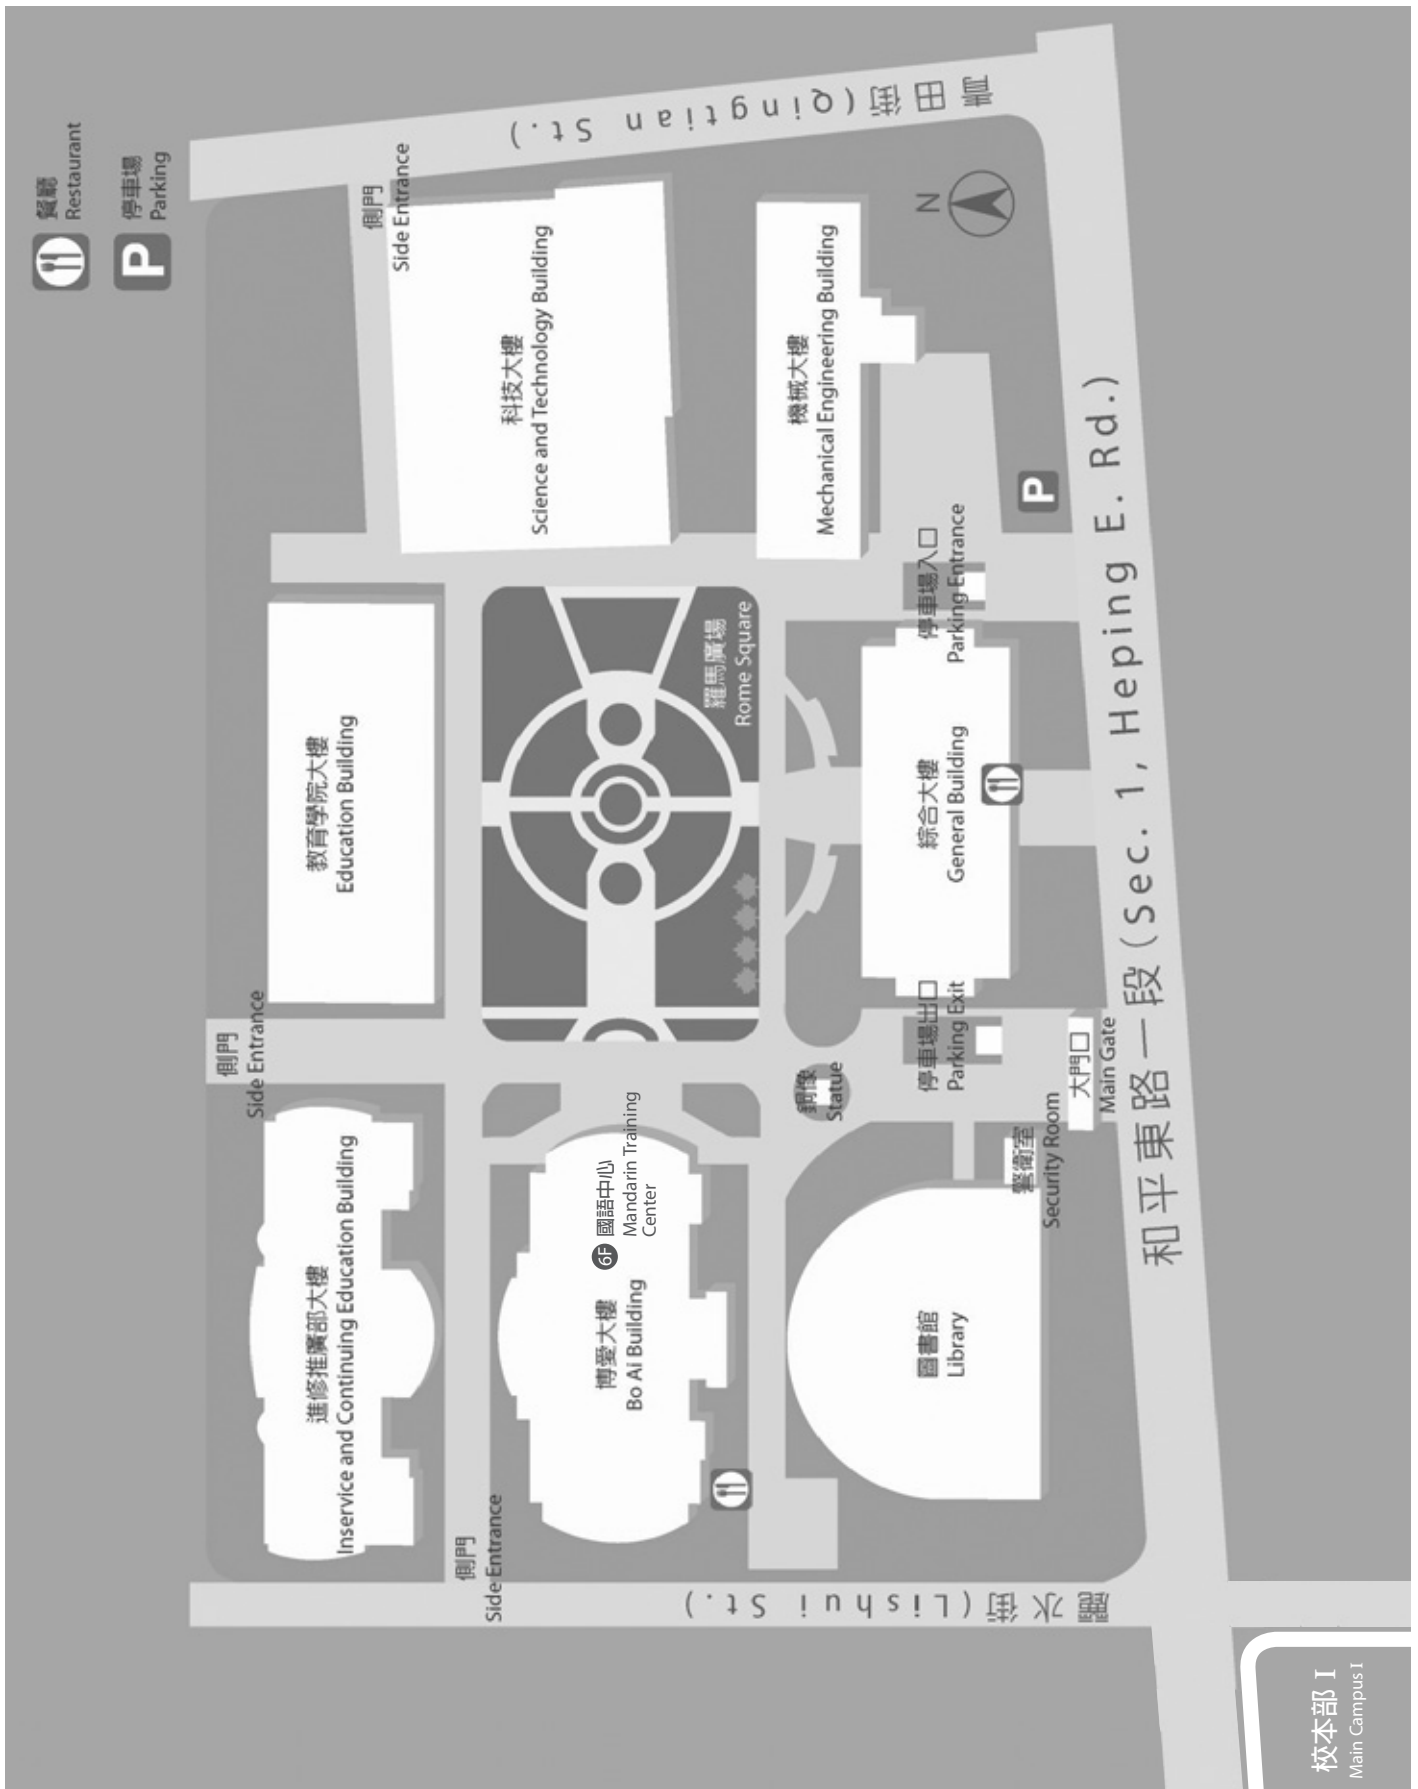 餐廳
Restaurant
停車場
Parking
青田街(Qingtian St.)
側門
Side Entrance
科技大樓
Science and Technology Building
機械大樓
Mechanical Engineering Building
N
P
停車場入口
Parking Entrance
教育學院大樓
Education Building
羅馬廣場
Rome Square
綜合大樓
General Building
P
和平東路一段(Sec. 1, Heping E. Rd.)
側門
Side Entrance
停車場出口
Parking Exit
銅像
Statue
大門口
Main Gate
警衛室
Security Room
進修推廣部大樓
Inservice and Continuing Education Building
6F 國語中心
Mandarin Training
Center
博愛大樓
Bo Ai Building
圖書館
Library
側門
Side Entrance
麗水街(Lishui St.)
校本部 I
Main Campus I